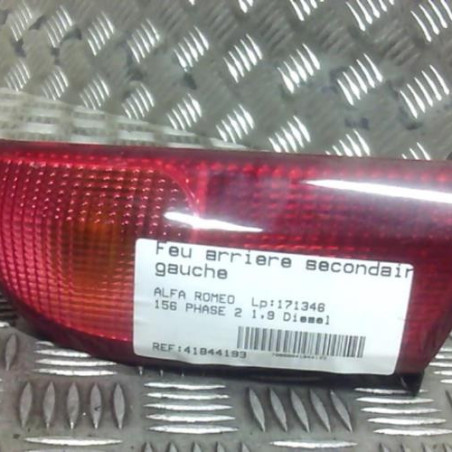 Feu arriere secondair
gauche
ALFA ROMEO Lp:171346
156 PHASE 2 1.9 Diesel
REF:41844193